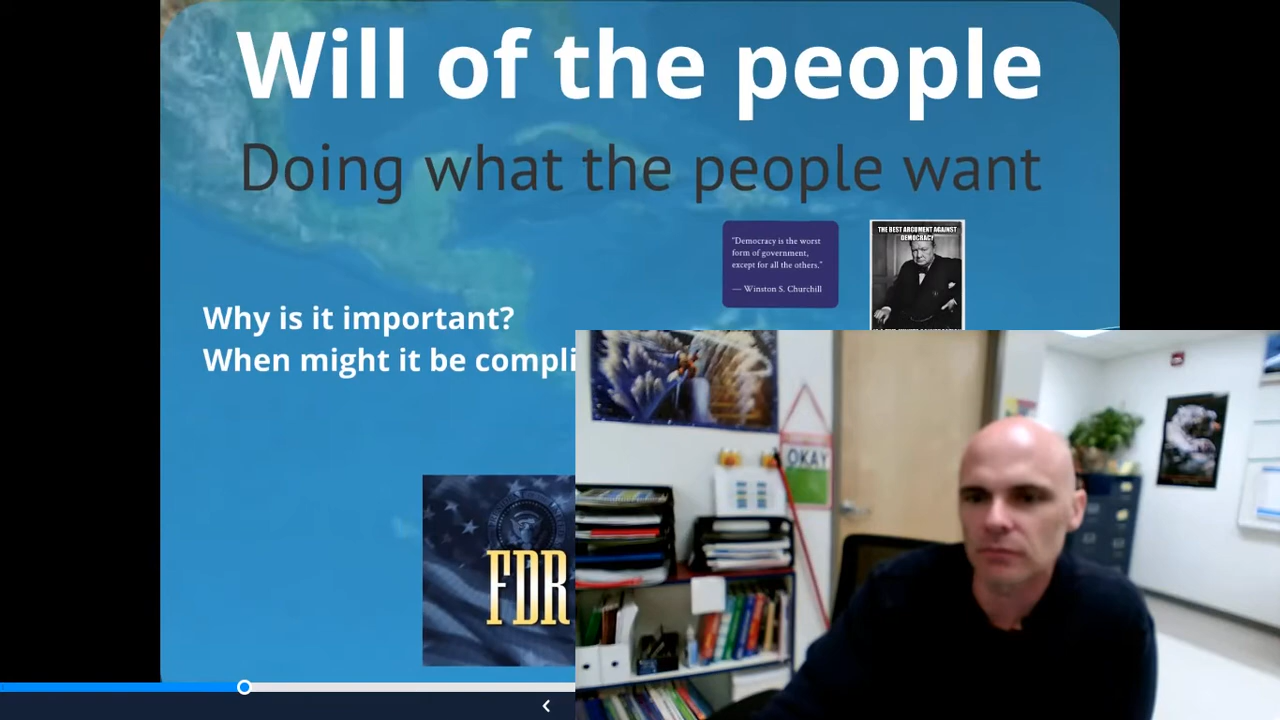 Will of the people
Doing what the people want
"Democracy is the worst
form of government,
except for all the others."
— Winston S. Churchill
THE BEST ARGUMENT AGAINST
DEMOCRACY
Why is it important?
When might it be compli
OKAY
FDR